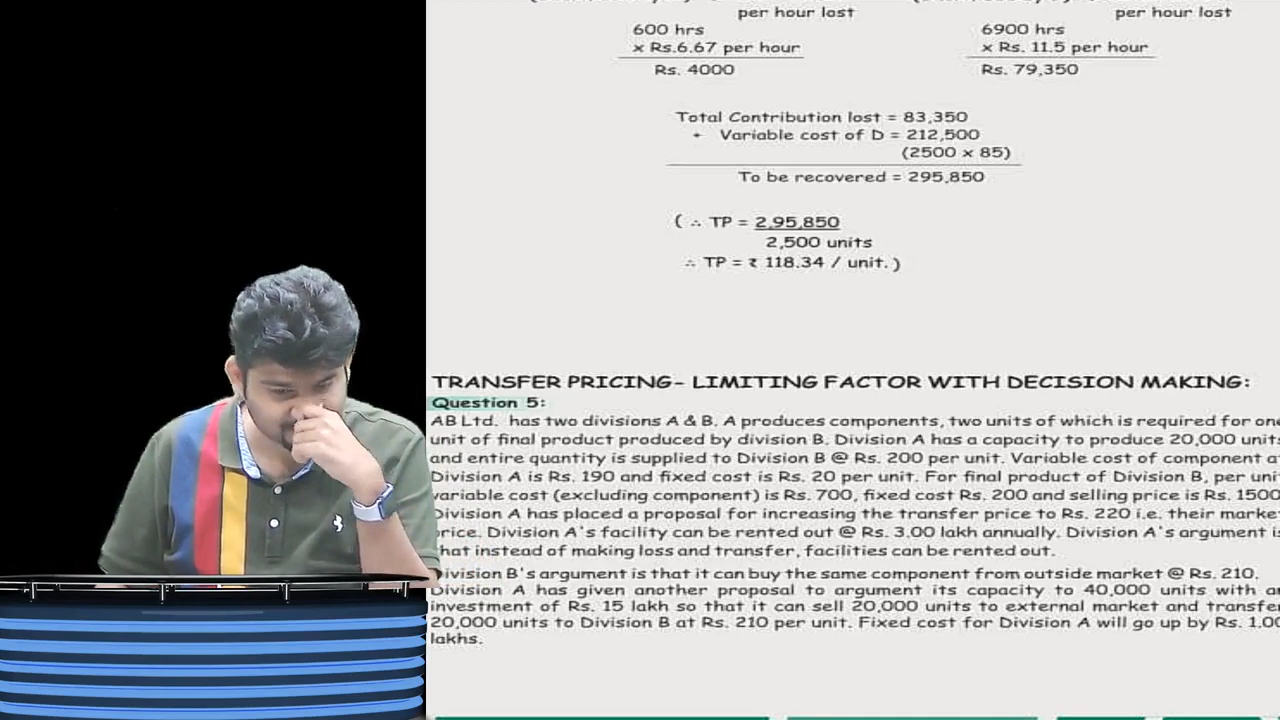 per hour lost per hour lost
600 hrs 6900 hrs
x Rs.6.67 per hour x Rs. 11.5 per hour
Rs. 4000 Rs. 79,350
Total Contribution lost = 83,350
+ Variable cost of D = 212,500
(2500 x 85)
To be recovered = 295,850
( ∴ TP = 2,95,850
2,500 units
∴ TP = ₹ 118.34 / unit. )
TRANSFER PRICING- LIMITING FACTOR WITH DECISION MAKING:
Question 5:
AB Ltd. has two divisions A & B. A produces components, two units of which is required for one
unit of final product produced by division B. Division A has a capacity to produce 20,000 units
and entire quantity is supplied to Division B @ Rs. 200 per unit. Variable cost of component at
Division A is Rs. 190 and fixed cost is Rs. 20 per unit. For final product of Division B, per unit
variable cost (excluding component) is Rs. 700, fixed cost Rs. 200 and selling price is Rs. 1500
Division A has placed a proposal for increasing the transfer price to Rs. 220 i.e. their market
price. Division A's facility can be rented out @ Rs. 3.00 lakh annually. Division A's argument is
that instead of making loss and transfer, facilities can be rented out.
Division B's argument is that it can buy the same component from outside market @ Rs. 210.
Division A has given another proposal to argument its capacity to 40,000 units with an
investment of Rs. 15 lakh so that it can sell 20,000 units to external market and transfer
20,000 units to Division B at Rs. 210 per unit. Fixed cost for Division A will go up by Rs. 1.00
lakhs.